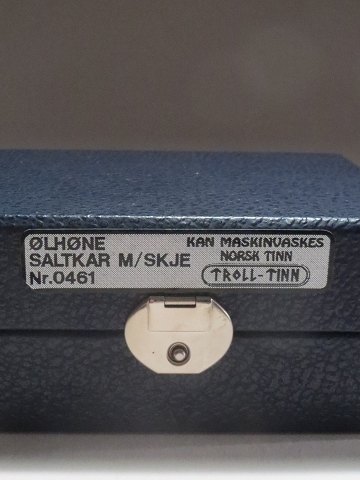 ØLHØNE
SALTKAR M/SKJE
Nr.0461
KAN MASKINVASKES
NORSK TINN
TROLL-TINN